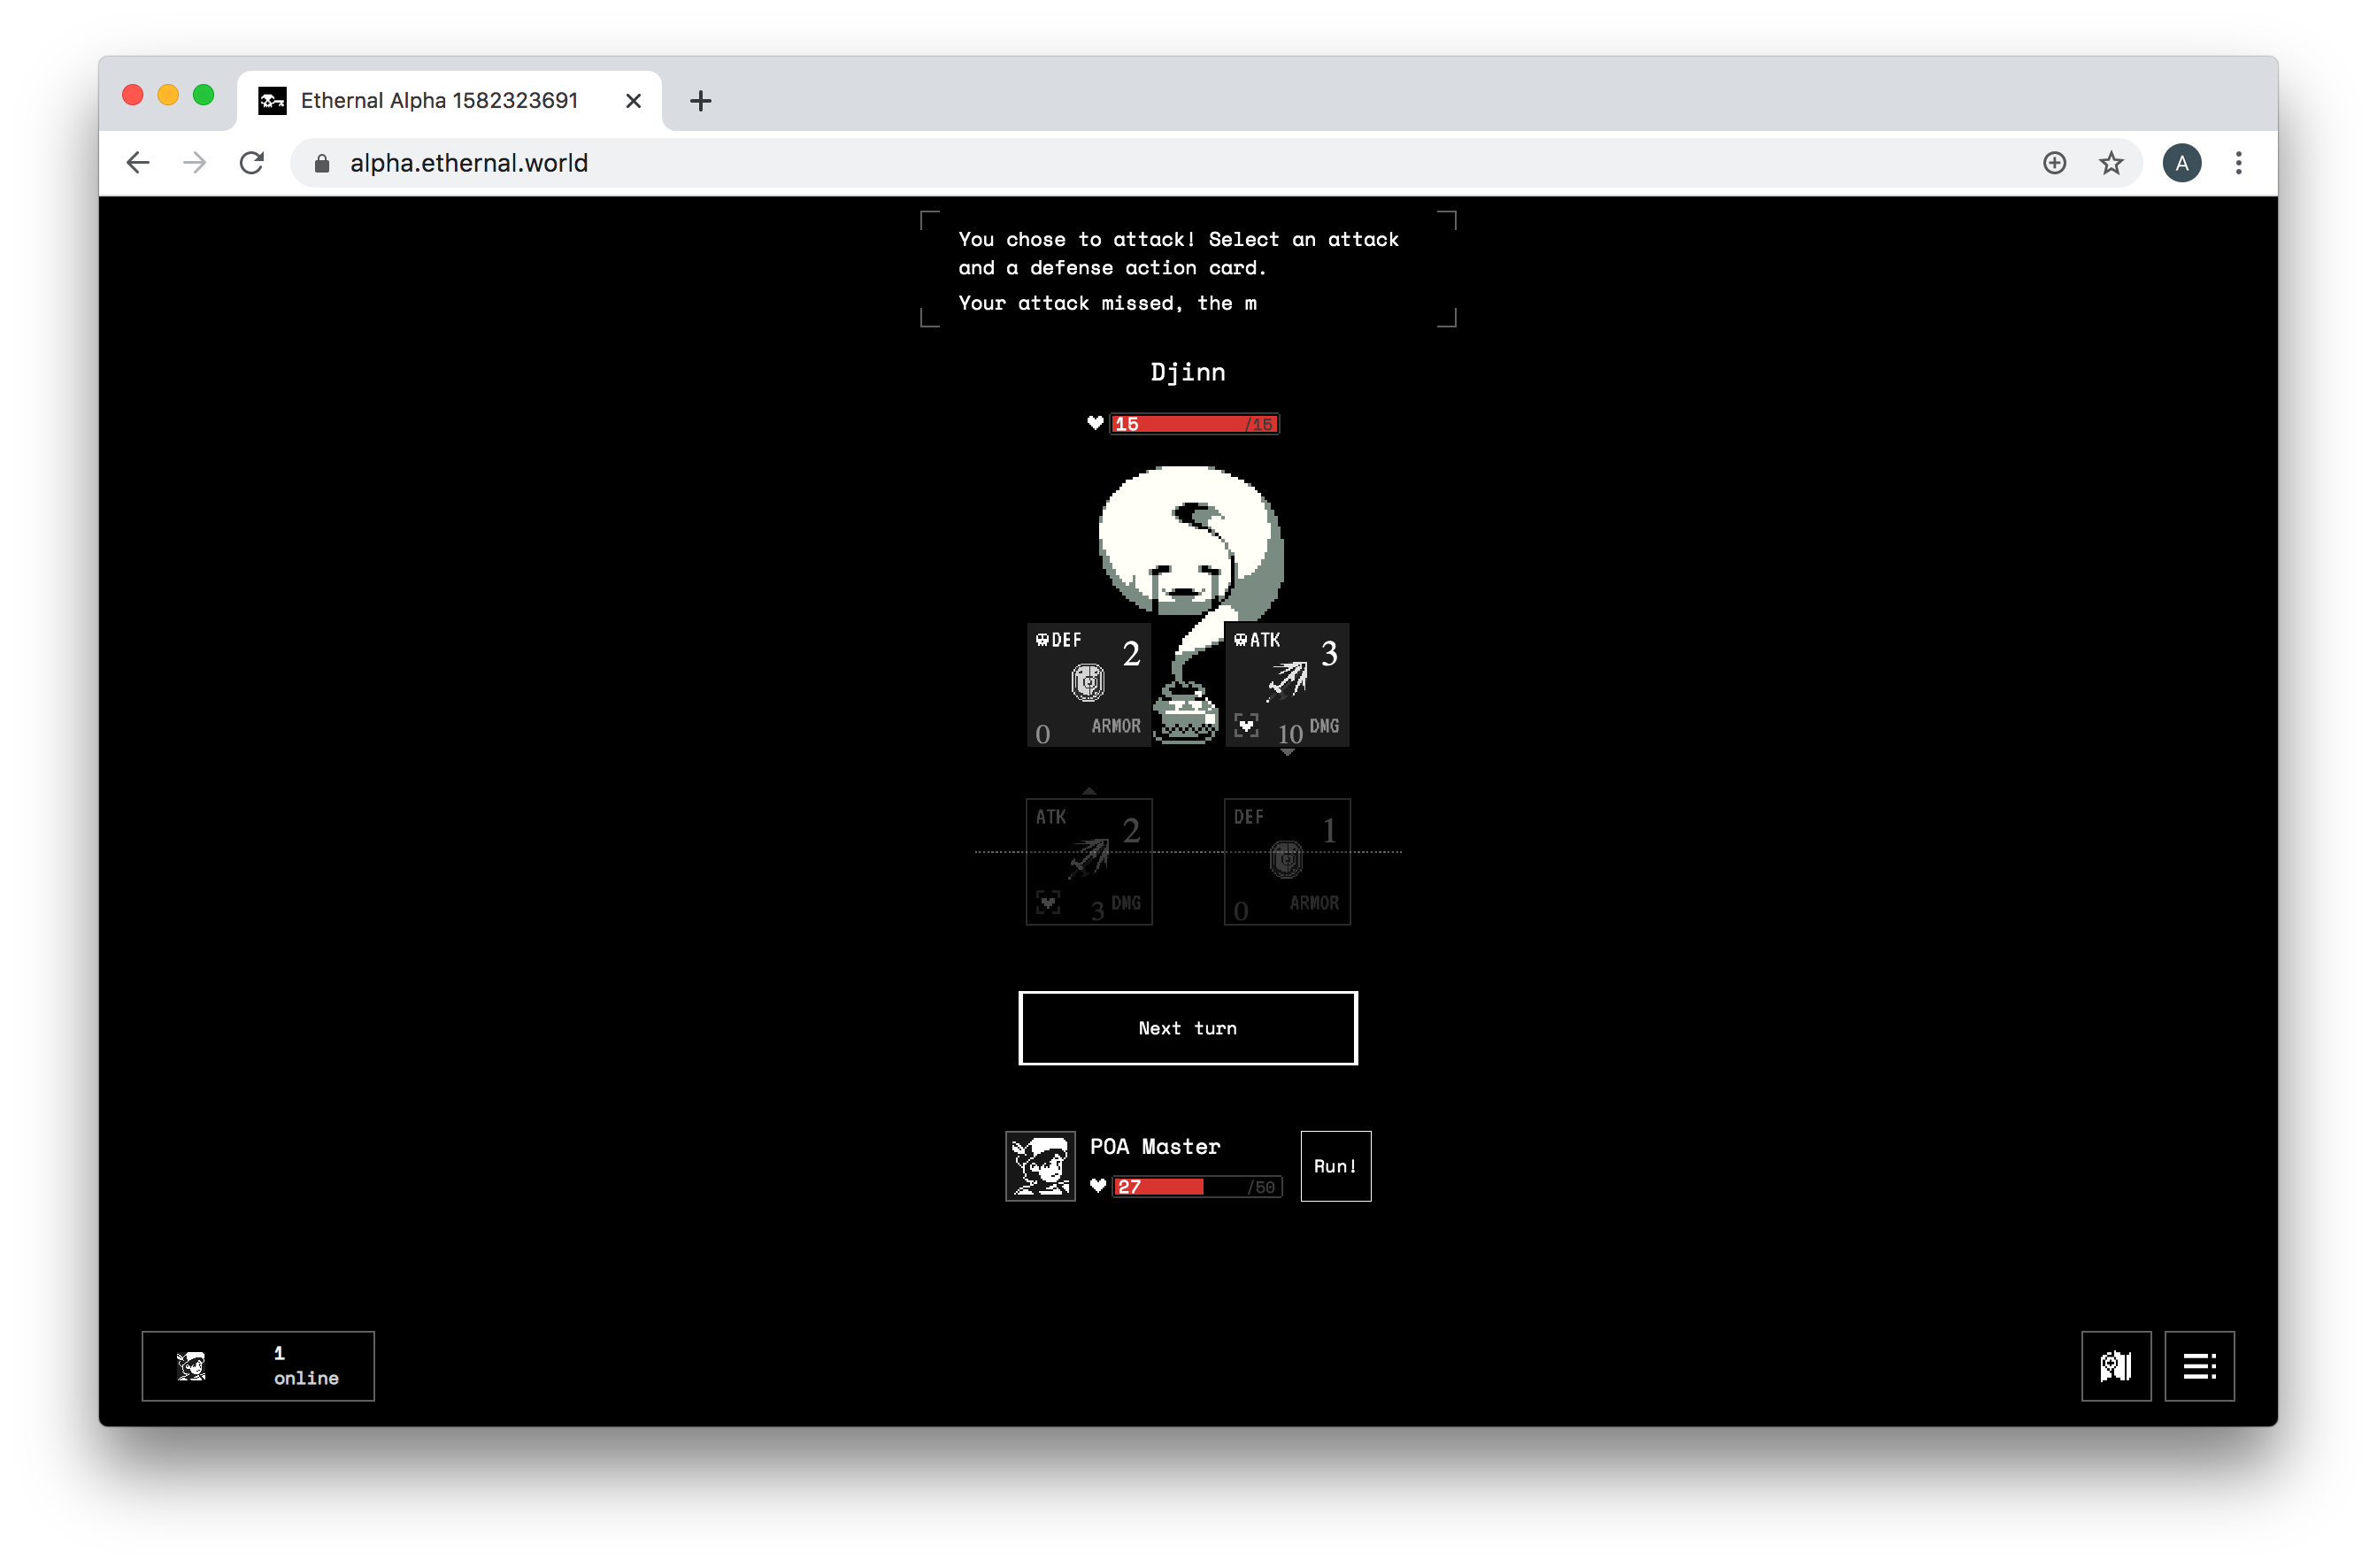 Ethernal Alpha 1582323691
alpha.ethernal.world
A
You chose to attack! Select an attack
and a defense action card.
Your attack missed, the m
Djinn
15 /15
DEF 2
0 ARMOR
ATK 3
10 DMG
ATK 2
3 DMG
DEF 1
0 ARMOR
Next turn
POA Master
27 /50
Run!
1
online